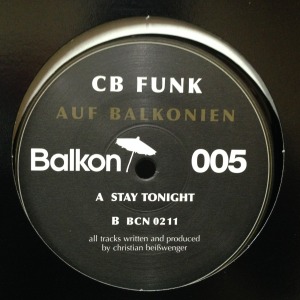 CB FUNK
AUF BALKONIEN
Balkon 005
A STAY TONIGHT
B BCN 0211
all tracks written and produced
by christian beißwenger